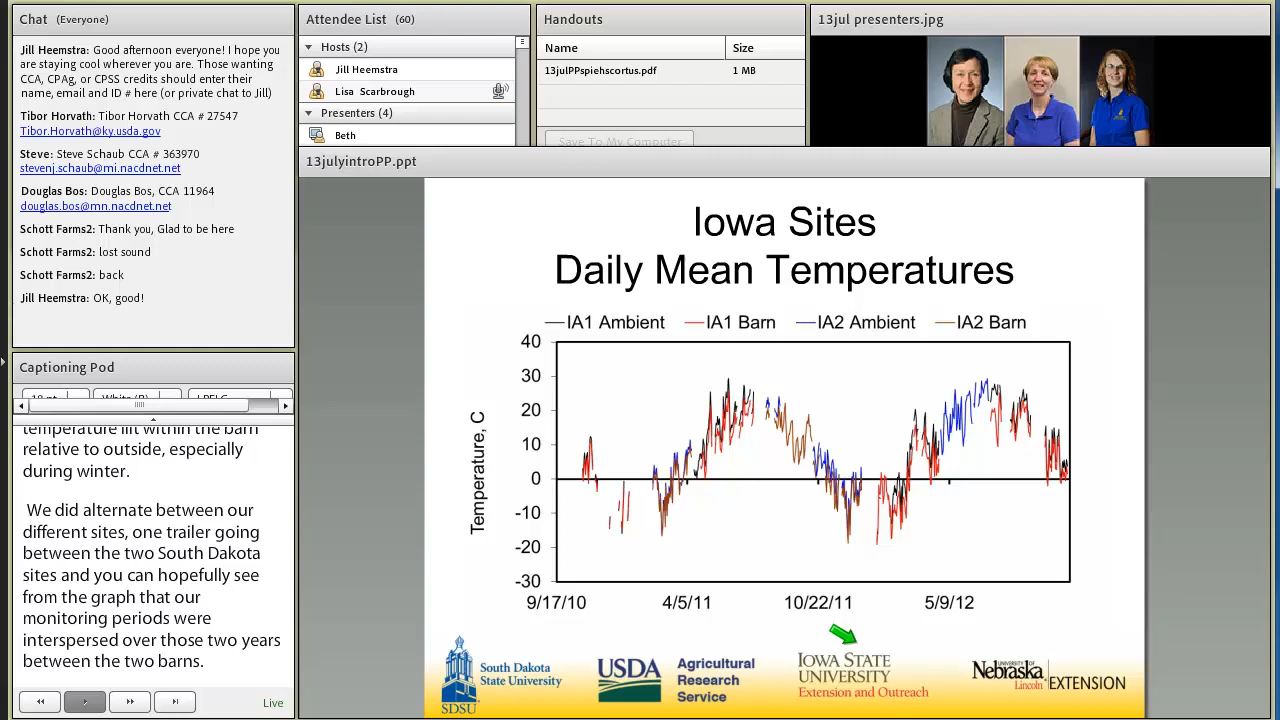 Chat (Everyone)
Jill Heemstra: Good afternoon everyone! I hope you
are staying cool wherever you are. Those wanting
CCA, CPAg, or CPSS credits should enter their
name, email and ID # here (or private chat to Jill)
Tibor Horvath: Tibor Horvath CCA # 27547
Tibor.Horvath@ky.usda.gov
Steve: Steve Schaub CCA # 363970
stevenj.schaub@mi.nacdnet.net
Douglas Bos: Douglas Bos, CCA 11964
douglas.bos@mn.nacdnet.net
Schott Farms2: Thank you, Glad to be here
Schott Farms2: lost sound
Schott Farms2: back
Jill Heemstra: OK, good!
Captioning Pod
temperature lift within the barn
relative to outside, especially
during winter.
We did alternate between our
different sites, one trailer going
between the two South Dakota
sites and you can hopefully see
from the graph that our
monitoring periods were
interspersed over those two years
between the two barns.
Live
Attendee List (60)
Hosts (2)
Jill Heemstra
Lisa Scarbrough
Presenters (4)
Beth
Handouts
Name Size
13julPPspiehscortus.pdf 1 MB
Save To My Computer
13jul presenters.jpg
13julyintroPP.ppt
Iowa Sites
Daily Mean Temperatures
IA1 Ambient IA1 Barn IA2 Ambient IA2 Barn
Temperature, C
40
30
20
10
0
-10
-20
-30
9/17/10 4/5/11 10/22/11 5/9/12
SDSU
South Dakota
State University
USDA
Agricultural
Research
Service
IOWA STATE
UNIVERSITY
Extension and Outreach
UNIVERSITY OF
Nebraska
Lincoln
EXTENSION